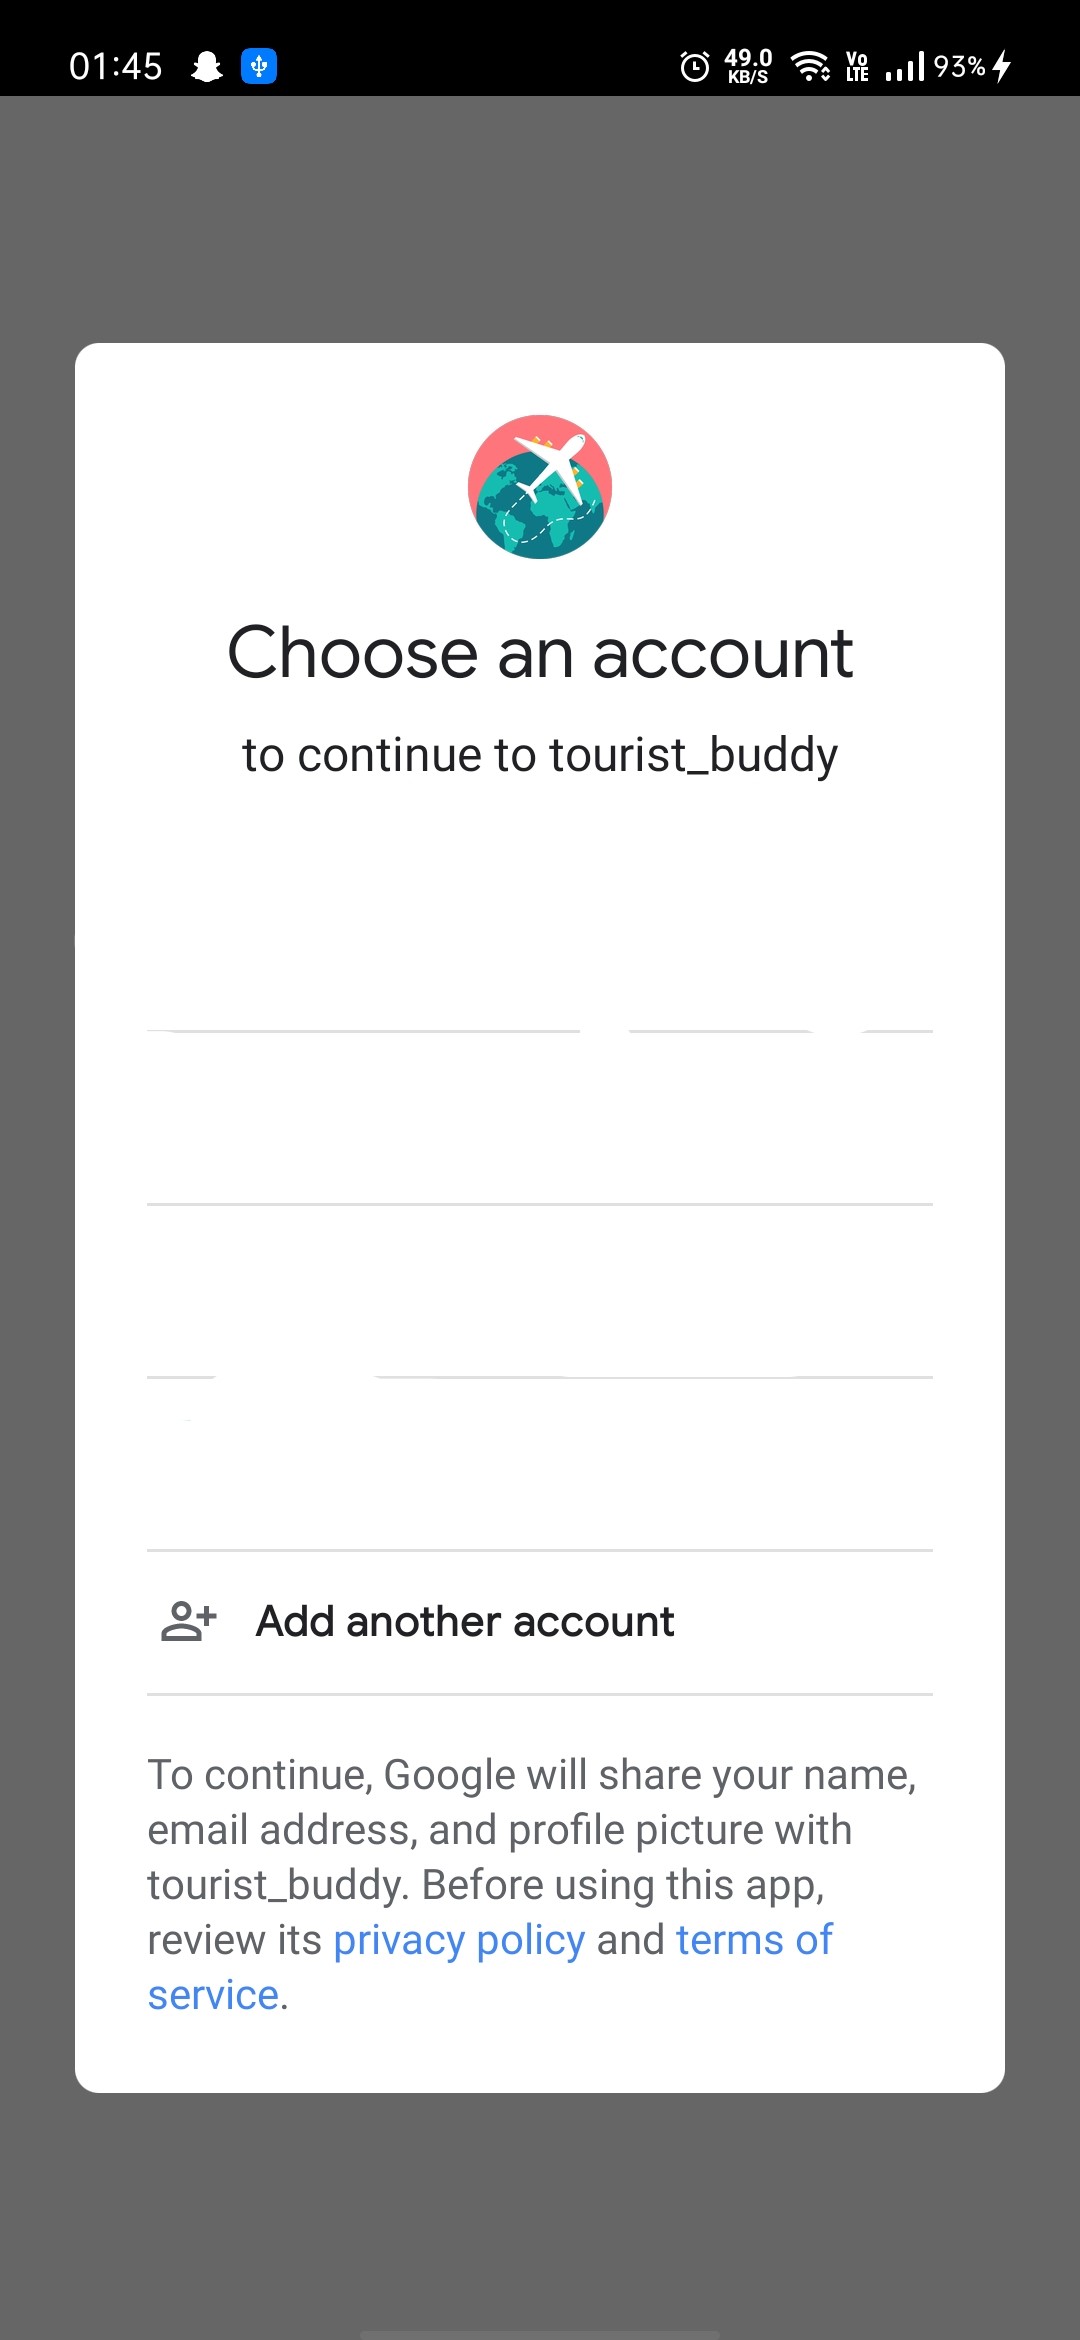 01:45 49.0 KB/S Vo LTE 93%
Choose an account
to continue to tourist_buddy
Add another account
To continue, Google will share your name,
email address, and profile picture with
tourist_buddy. Before using this app,
review its privacy policy and terms of
service.